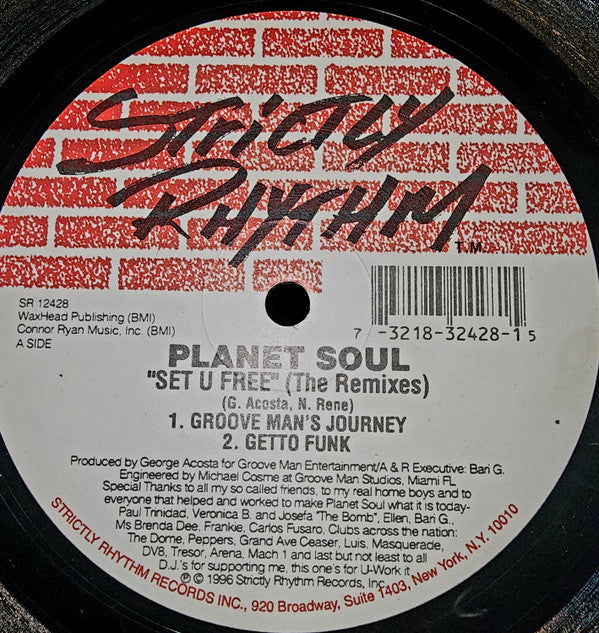 STRICTLY
RHYTHM
T.M.
SR 12428
WaxHead Publishing (BMI)
Connor Ryan Music, Inc. (BMI)
A SIDE
7 -3218-32428-1 5
PLANET SOUL
"SET U FREE" (The Remixes)
(G. Acosta, N. Rene)
1. GROOVE MAN'S JOURNEY
2. GETTO FUNK
Produced by George Acosta for Groove Man Entertainment/A & R Executive: Bari G.
Engineered by Michael Cosme at Groove Man Studios, Miami FL
Special Thanks to all my so called friends, to my real home boys and to
everyone that helped and worked to make Planet Soul what it is today-
Paul Trinidad, Veronica B. and Josefa "The Bomb", Ellen, Bari G.,
Ms Brenda Dee, Frankie, Carlos Fusaro, Clubs across the nation:
The Dome, Peppers, Grand Ave Ceaser, Luis, Masquerade,
DV8, Tresor, Arena, Mach 1 and last but not least to all
D.J.'s for supporting me, this one's for U-Work it
Ⓟ © 1996 Strictly Rhythm Records, Inc.
STRICTLY RHYTHM RECORDS INC., 920 Broadway, Suite 1403, New York, N.Y. 10010